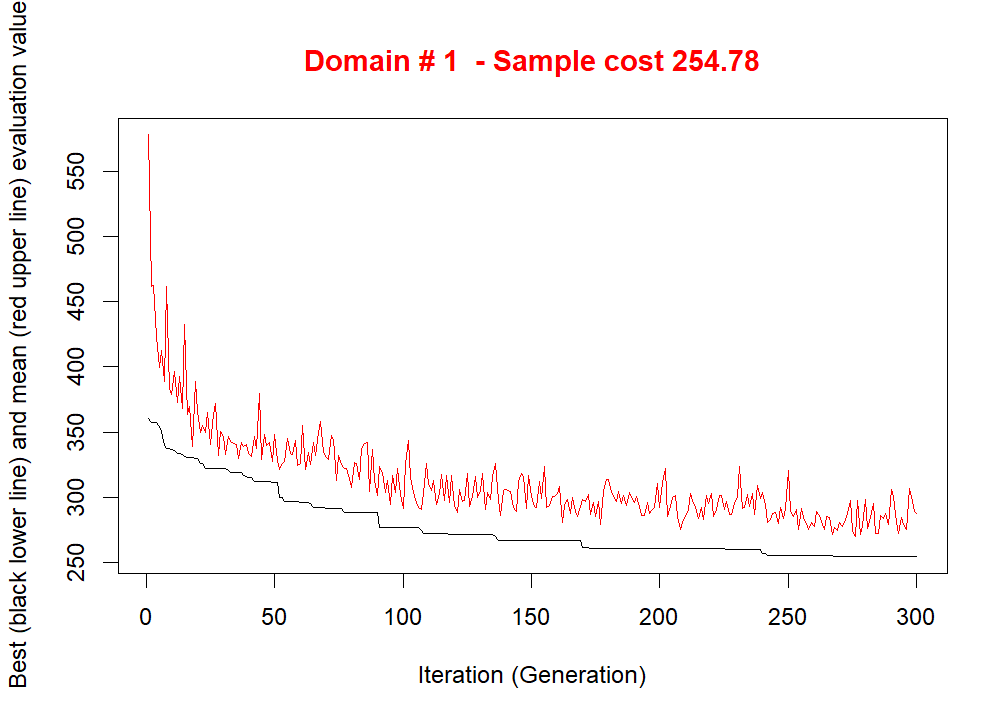 Domain # 1  - Sample cost 254.78
Best (black lower line) and mean (red upper line) evaluation value
550
500
450
400
350
300
250
0 50 100 150 200 250 300
Iteration (Generation)